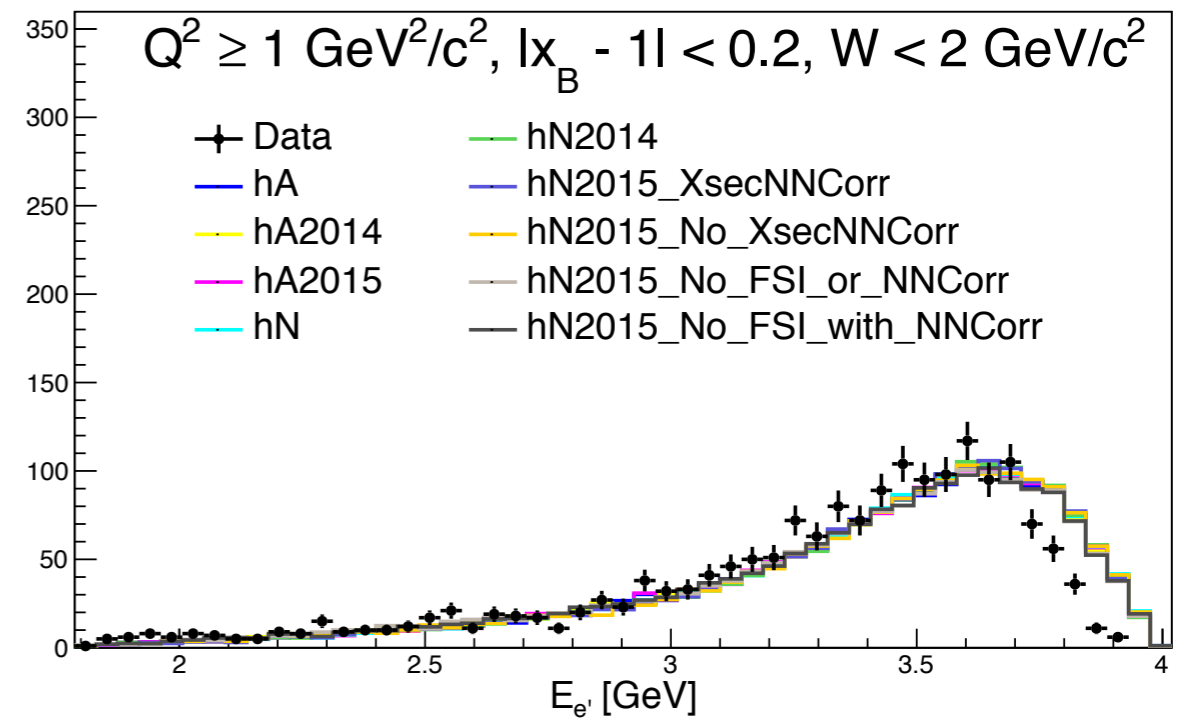 Q² ≥ 1 GeV²/c², |x_B - 1| < 0.2, W < 2 GeV/c²
Data
hA
hA2014
hA2015
hN
hN2014
hN2015_XsecNNCorr
hN2015_No_XsecNNCorr
hN2015_No_FSI_or_NNCorr
hN2015_No_FSI_with_NNCorr
350
300
250
200
150
100
50
0
2 2.5 3 3.5 4
E_e' [GeV]